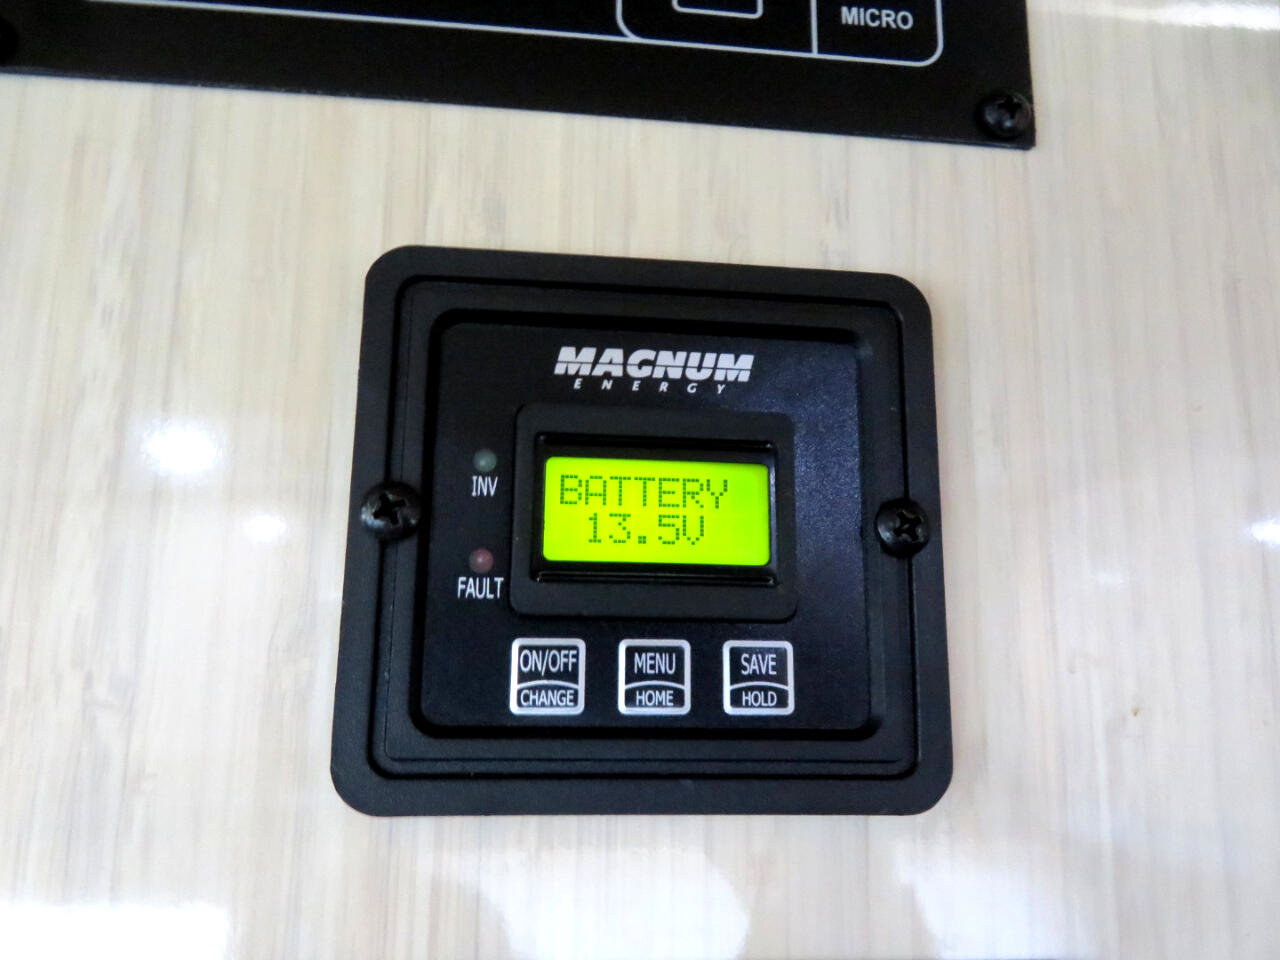 MICRO
MAGNUM
ENERGY
INV
BATTERY
13.5V
FAULT
ON/OFF
CHANGE
MENU
HOME
SAVE
HOLD